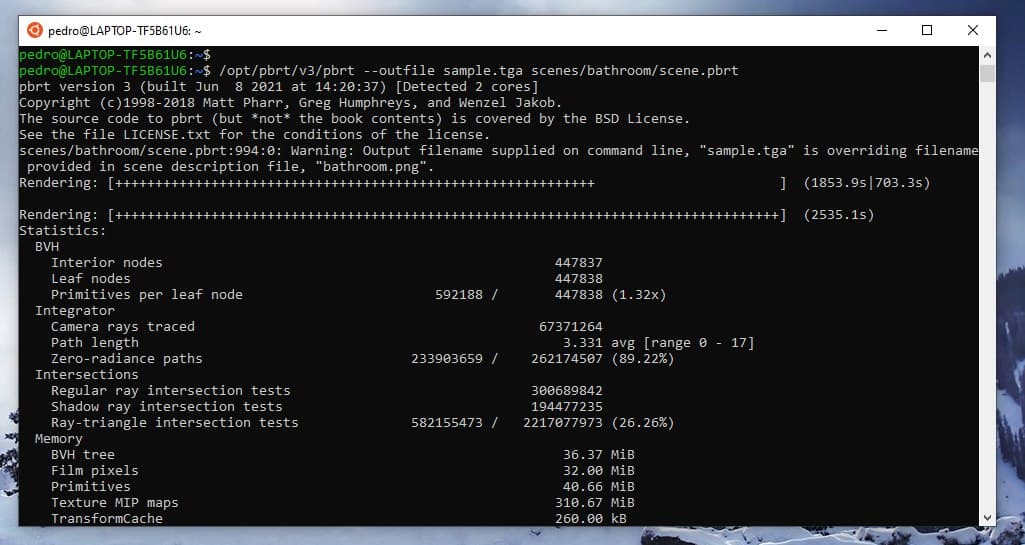 pedro@LAPTOP-TF5B61U6: ~
pedro@LAPTOP-TF5B61U6:~$
pedro@LAPTOP-TF5B61U6:~$ /opt/pbrt/v3/pbrt --outfile sample.tga scenes/bathroom/scene.pbrt
pbrt version 3 (built Jun  8 2021 at 14:20:37) [Detected 2 cores]
Copyright (c)1998-2018 Matt Pharr, Greg Humphreys, and Wenzel Jakob.
The source code to pbrt (but *not* the book contents) is covered by the BSD License.
See the file LICENSE.txt for the conditions of the license.
scenes/bathroom/scene.pbrt:994:0: Warning: Output filename supplied on command line, "sample.tga" is overriding filename
 provided in scene description file, "bathroom.png".
Rendering: [++++++++++++++++++++++++++++++++++++++++++++++++++++++++++++                       ]  (1853.9s|703.3s)
Rendering: [+++++++++++++++++++++++++++++++++++++++++++++++++++++++++++++++++++++++++++++++++++]  (2535.1s)
Statistics:
  BVH
    Interior nodes                                                 447837
    Leaf nodes                                                     447838
    Primitives per leaf node                        592188 /       447838 (1.32x)
  Integrator
    Camera rays traced                                           67371264
    Path length                                                     3.331 avg [range 0 - 17]
    Zero-radiance paths                          233903659 /    262174507 (89.22%)
  Intersections
    Regular ray intersection tests                              300689842
    Shadow ray intersection tests                               194477235
    Ray-triangle intersection tests              582155473 /   2217077973 (26.26%)
  Memory
    BVH tree                                                        36.37 MiB
    Film pixels                                                     32.00 MiB
    Primitives                                                      40.66 MiB
    Texture MIP maps                                               310.67 MiB
    TransformCache                                                 260.00 kB